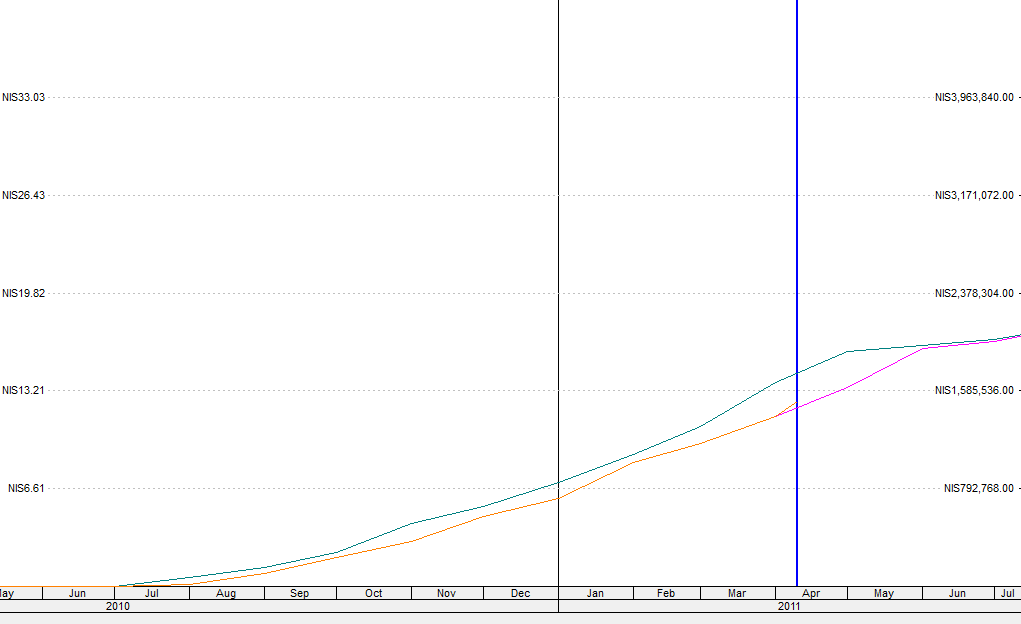 NIS33.03 NIS3,963,840.00
NIS26.43 NIS3,171,072.00
NIS19.82 NIS2,378,304.00
NIS13.21 NIS1,585,536.00
NIS6.61 NIS792,768.00
ay Jun Jul Aug Sep Oct Nov Dec Jan Feb Mar Apr May Jun Jul
2010 2011